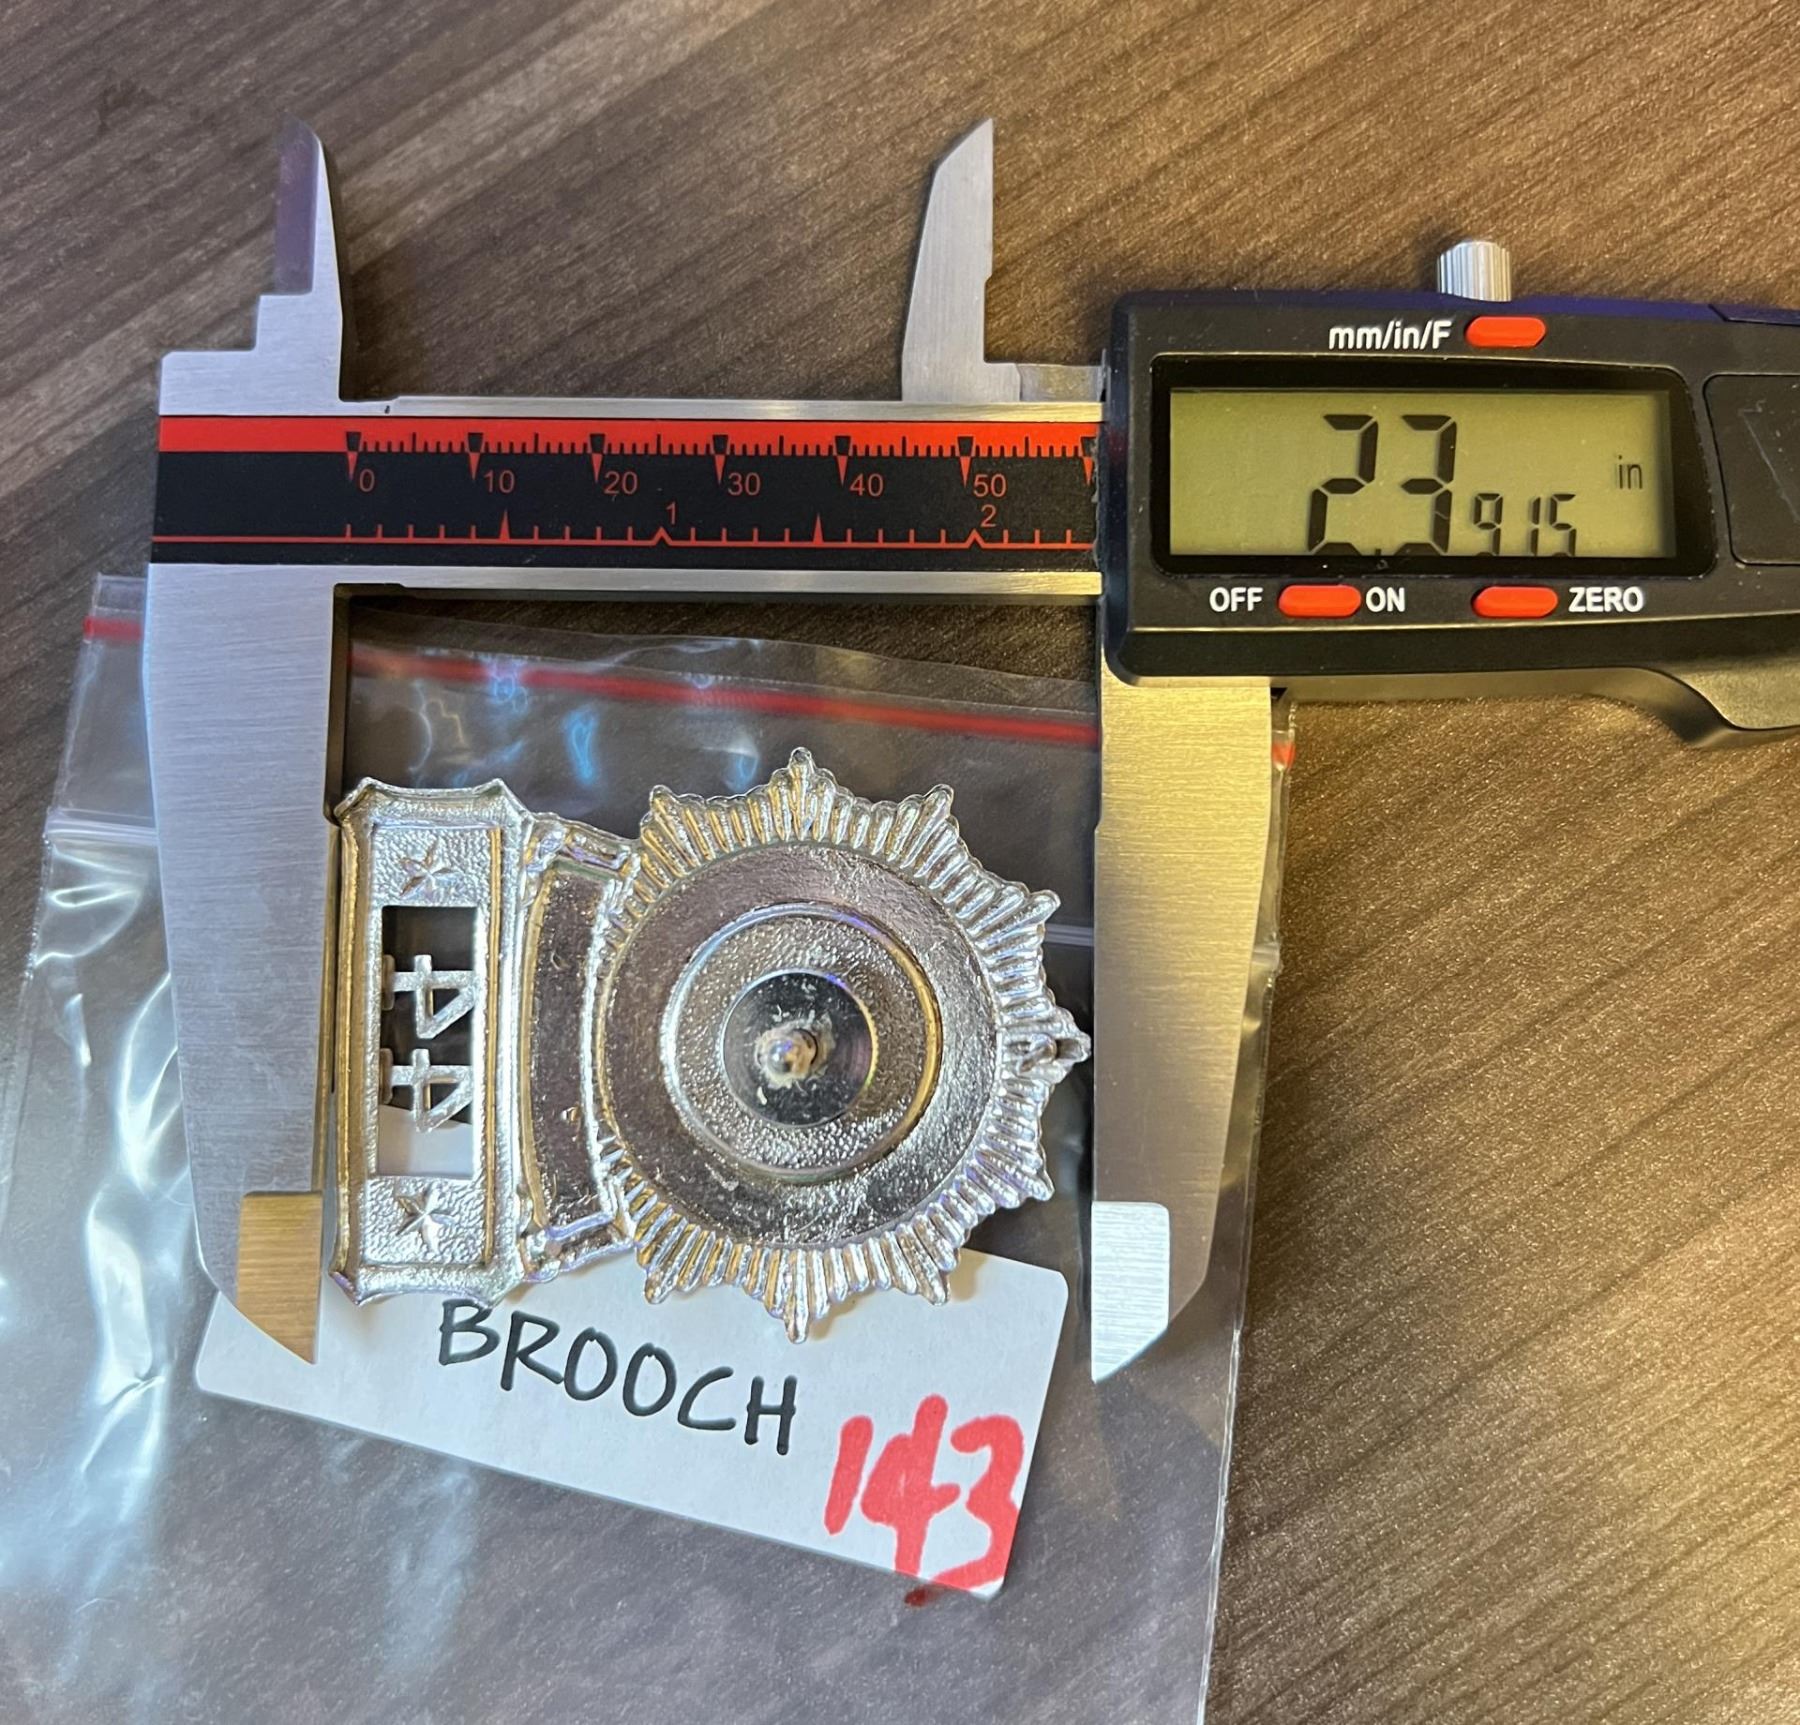 mm/in/F
2.3915 in
OFF ON ZERO
0 10 20 30 40 50
1 2
44
BROOCH
143